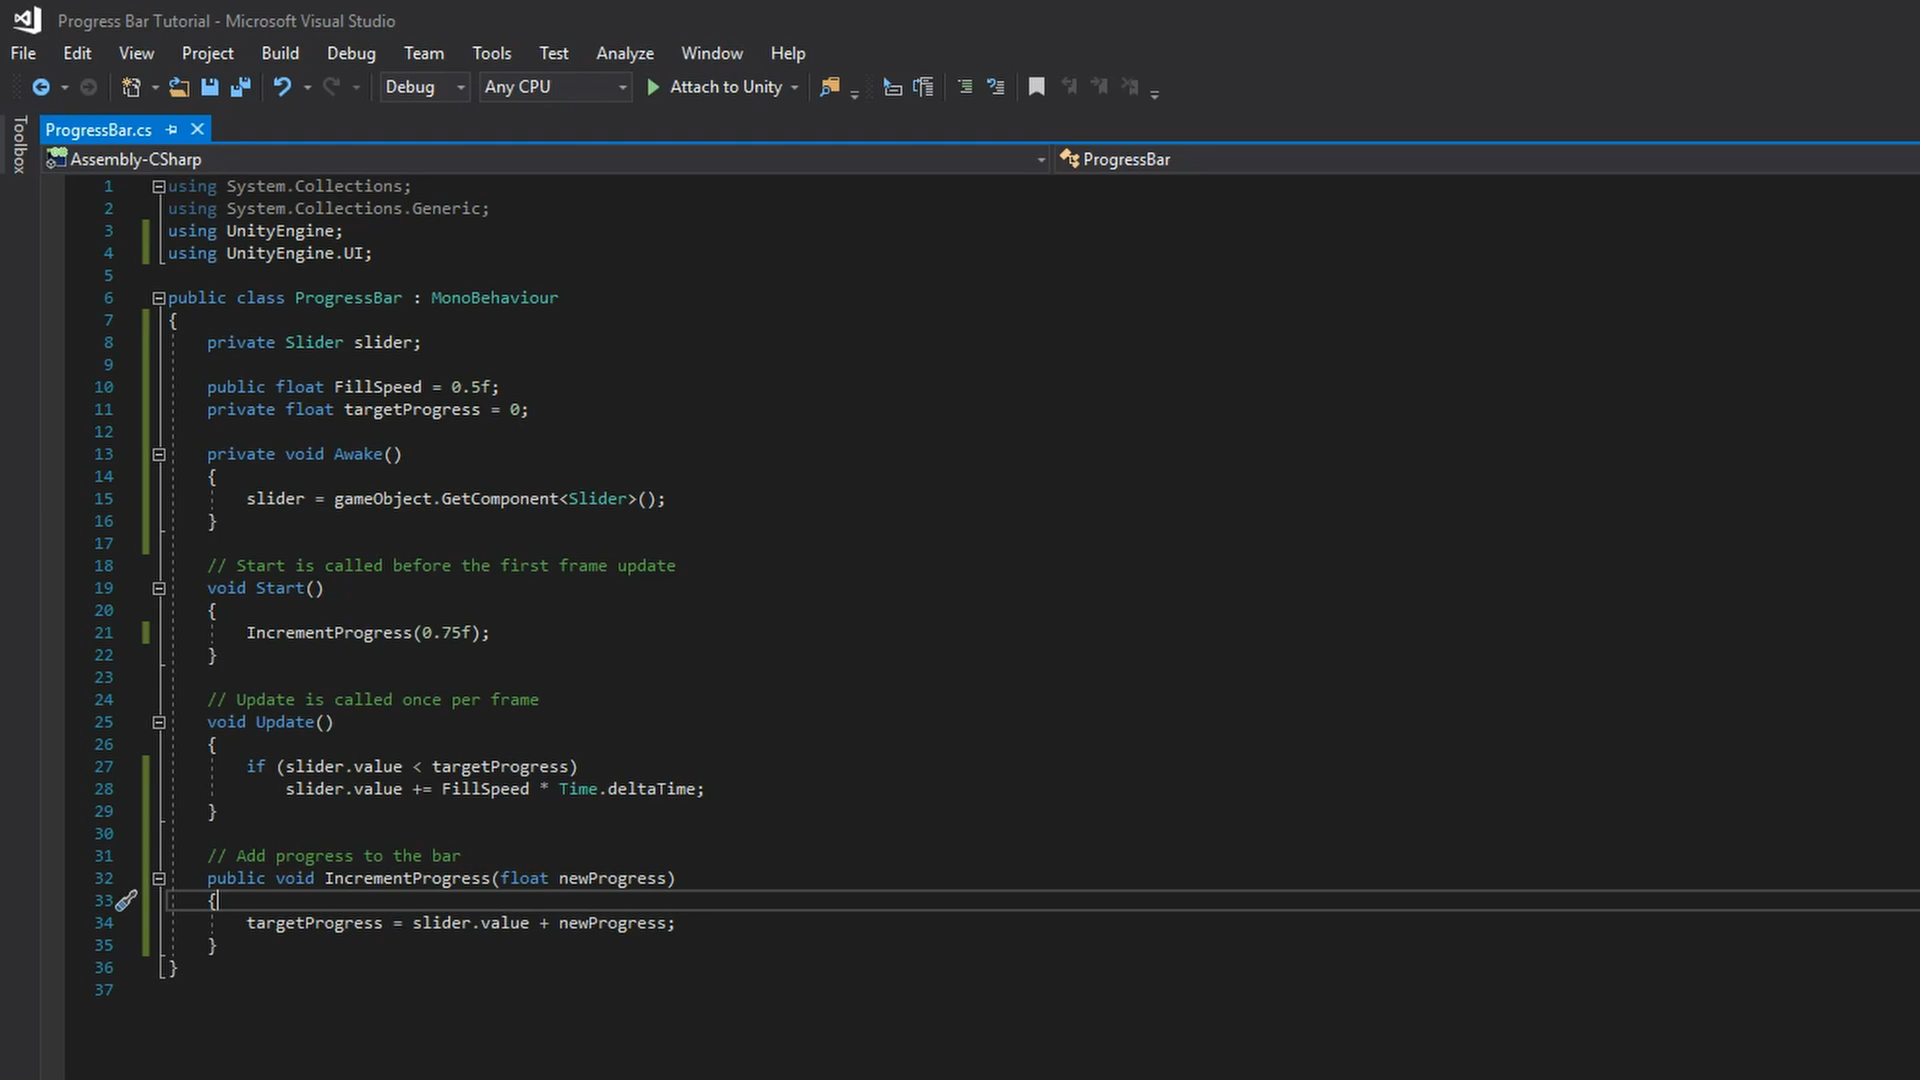 Progress Bar Tutorial - Microsoft Visual Studio
File Edit View Project Build Debug Team Tools Test Analyze Window Help
Debug Any CPU Attach to Unity
Toolbox
ProgressBar.cs
Assembly-CSharp ProgressBar
1 using System.Collections;
2 using System.Collections.Generic;
3 using UnityEngine;
4 using UnityEngine.UI;
5
6 public class ProgressBar : MonoBehaviour
7 {
8 private Slider slider;
9
10 public float FillSpeed = 0.5f;
11 private float targetProgress = 0;
12
13 private void Awake()
14 {
15 slider = gameObject.GetComponent<Slider>();
16 }
17
18 // Start is called before the first frame update
19 void Start()
20 {
21 IncrementProgress(0.75f);
22 }
23
24 // Update is called once per frame
25 void Update()
26 {
27 if (slider.value < targetProgress)
28 slider.value += FillSpeed * Time.deltaTime;
29 }
30
31 // Add progress to the bar
32 public void IncrementProgress(float newProgress)
33 {
34 targetProgress = slider.value + newProgress;
35 }
36 }
37